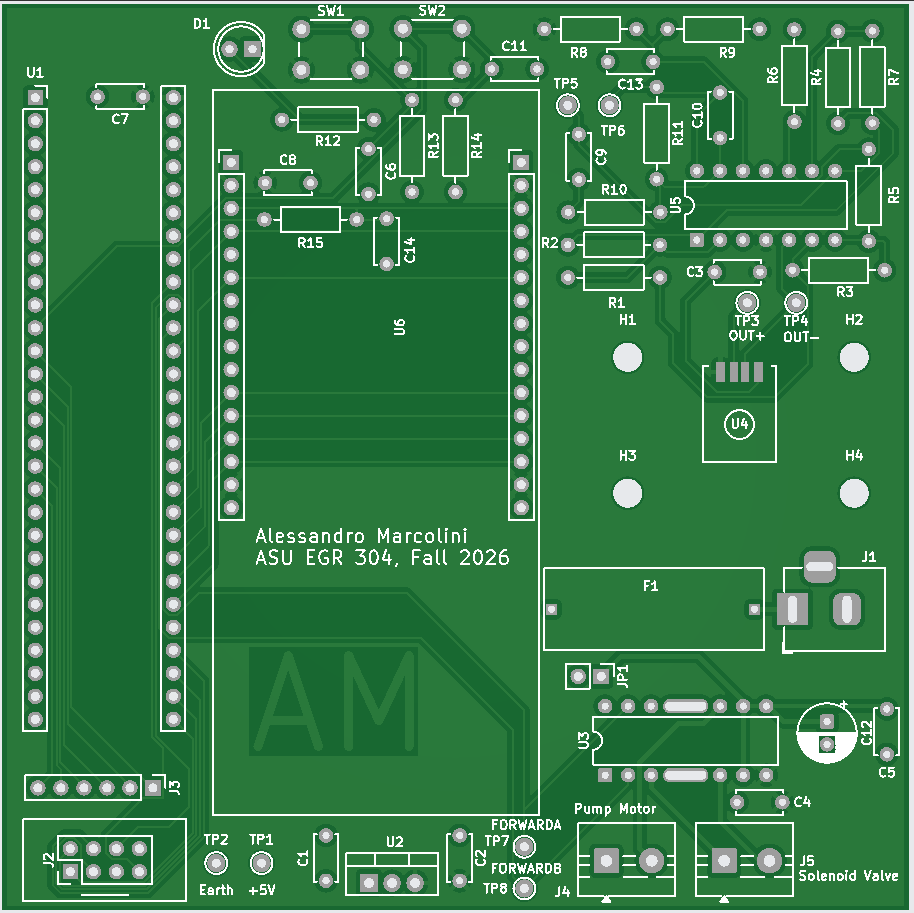 D1
SW1
SW2
C11
R8
R9
C13
U1
C7
TP5
TP6
R6
R4
R7
R12
R13
R14
C10
R11
C9
C8
C6
R10
U5
R5
R15
C14
R2
C3
R3
R1
TP3
OUT+
TP4
OUT-
U6
H1
H2
U4
H3
H4
Alessandro Marcolini
ASU EGR 304, Fall 2026
F1
J1
AM
JP1
+
U3
C12
C5
J3
C4
Pump Motor
FORWARDA
TP7
J2
TP2
TP1
C1
U2
C2
FORWARDB
TP8
J4
J5
Solenoid Valve
Earth
+5V